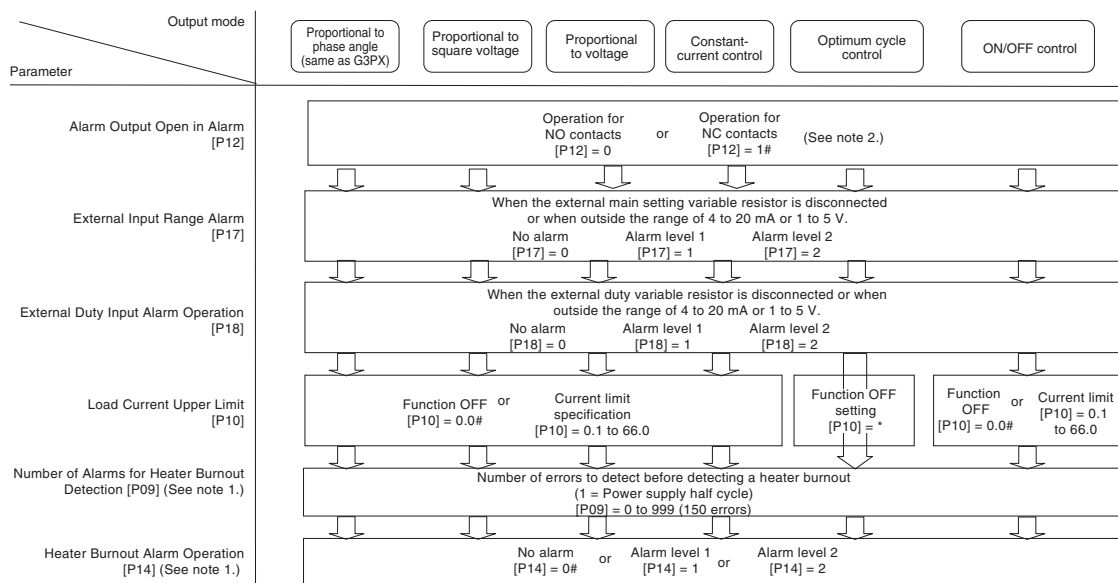 Output mode
Parameter
Proportional to
phase angle
(same as G3PX)
Proportional to
square voltage
Proportional
to voltage
Constant-
current control
Optimum cycle
control
ON/OFF control
Alarm Output Open in Alarm
[P12]
Operation for
NO contacts
[P12] = 0
or
Operation for
NC contacts
[P12] = 1#
(See note 2.)
External Input Range Alarm
[P17]
When the external main setting variable resistor is disconnected
or when outside the range of 4 to 20 mA or 1 to 5 V.
No alarm
[P17] = 0
Alarm level 1
[P17] = 1
Alarm level 2
[P17] = 2
External Duty Input Alarm Operation
[P18]
When the external duty variable resistor is disconnected or when
outside the range of 4 to 20 mA or 1 to 5 V.
No alarm
[P18] = 0
Alarm level 1
[P18] = 1
Alarm level 2
[P18] = 2
Load Current Upper Limit
[P10]
Function OFF
[P10] = 0.0#
or
Current limit
specification
[P10] = 0.1 to 66.0
Function OFF
setting
[P10] = *
Function
OFF
[P10] = 0.0#
or
Current limit
[P10] = 0.1
to 66.0
Number of Alarms for Heater Burnout
Detection [P09] (See note 1.)
Number of errors to detect before detecting a heater burnout
(1 = Power supply half cycle)
[P09] = 0 to 999 (150 errors)
Heater Burnout Alarm Operation
[P14] (See note 1.)
No alarm
[P14] = 0#
or
Alarm level 1
[P14] = 1
or
Alarm level 2
[P14] = 2